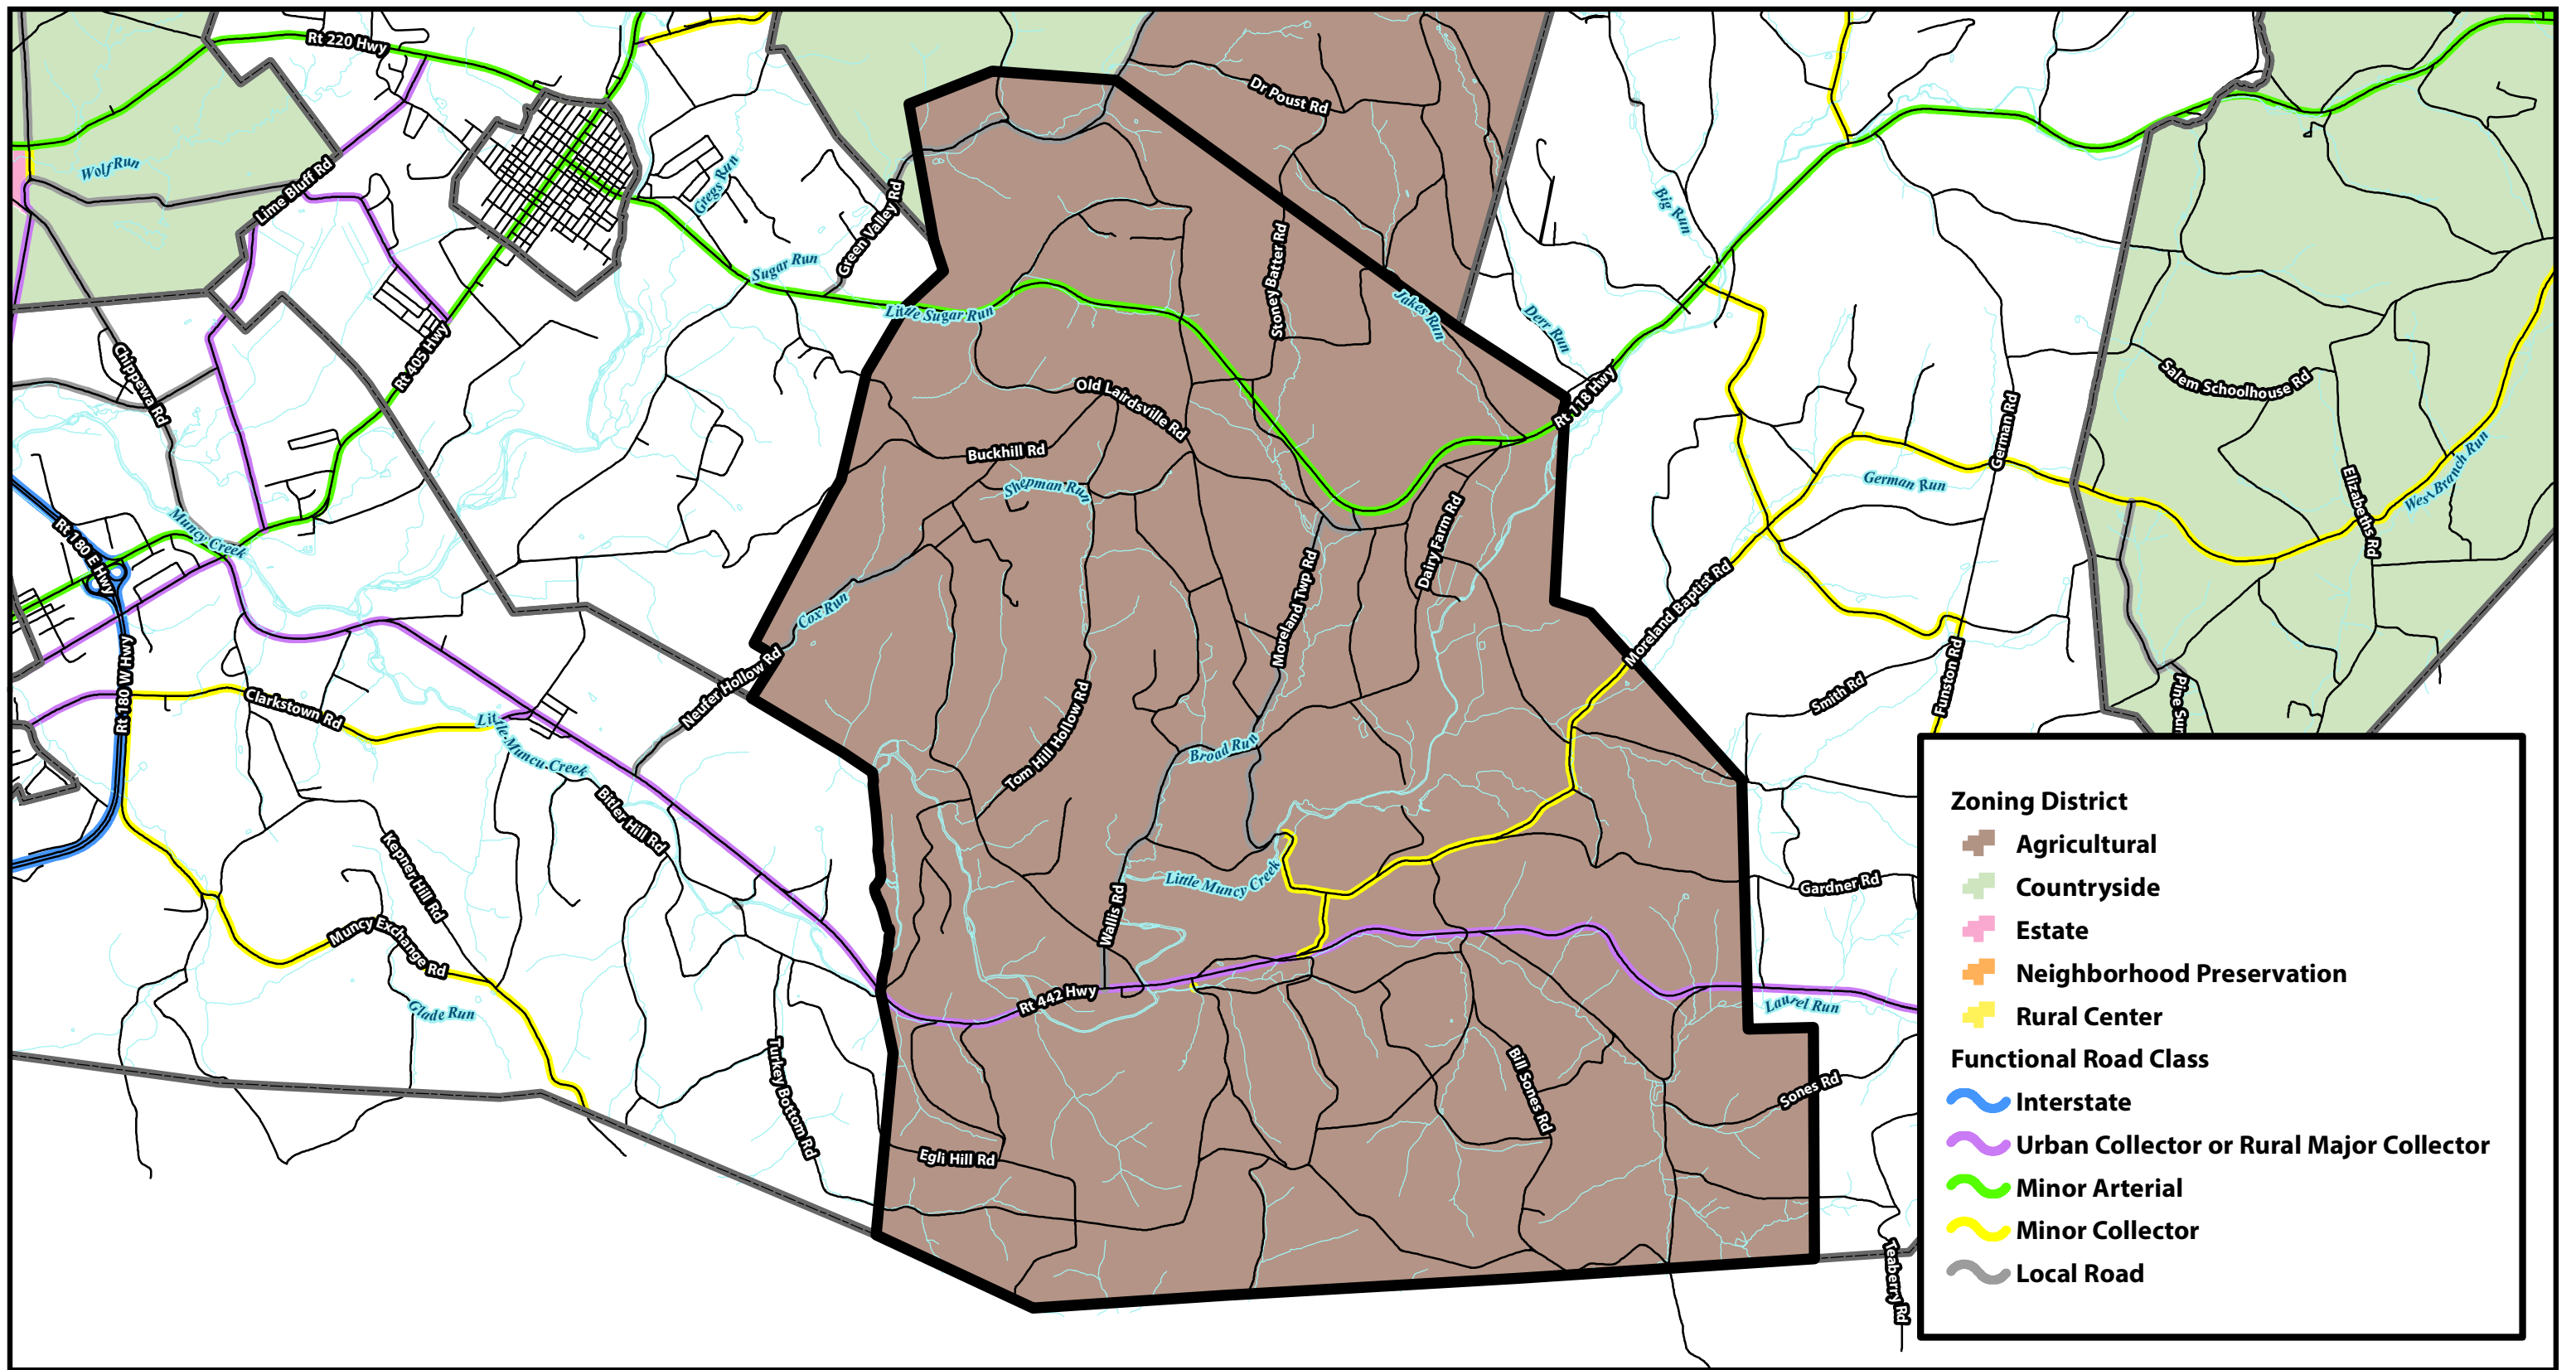 Rt 220 Hwy
Dr Poust Rd
Wolf Run
Lime Bluff Rd
Gregs Run
Green Valley Rd
Big Run
Sugar Run
Stoney Batter Rd
Little Sugar Run
Jakes Run
Derr Run
Rt 405 Hwy
Chippewa Rd
Old Lairdsville Rd
Rt 118 Hwy
Salem Schoolhouse Rd
German Rd
Buckhill Rd
Shepman Run
German Run
West Branch Run
Elizabeths Rd
Muncy Creek
Rt 180 E Hwy
Dairy Farm Rd
Moreland Twp Rd
Moreland Baptist Rd
Cox Run
Neufer Hollow Rd
Rt 180 W Hwy
Clarkstown Rd
Smith Rd
Funston Rd
Pine Sum
Little Muncu Creek
Tom Hill Hollow Rd
Broad Run
Bitler Hill Rd
Kepner Hill Rd
Little Muncy Creek
Gardner Rd
Wallis Rd
Muncy Exchange Rd
Rt 442 Hwy
Laurel Run
Glade Run
Turkey Bottom Rd
Bill Sones Rd
Sones Rd
Egli Hill Rd
Teaberry Rd
Zoning District
Agricultural
Countryside
Estate
Neighborhood Preservation
Rural Center
Functional Road Class
Interstate
Urban Collector or Rural Major Collector
Minor Arterial
Minor Collector
Local Road